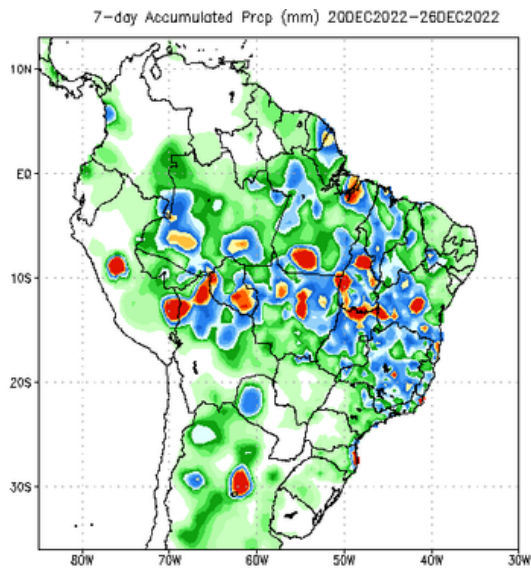 7-day Accumulated Prcp (mm) 20DEC2022-26DEC2022
10N
EQ
10S
20S
30S
80W 70W 60W 50W 40W 30W